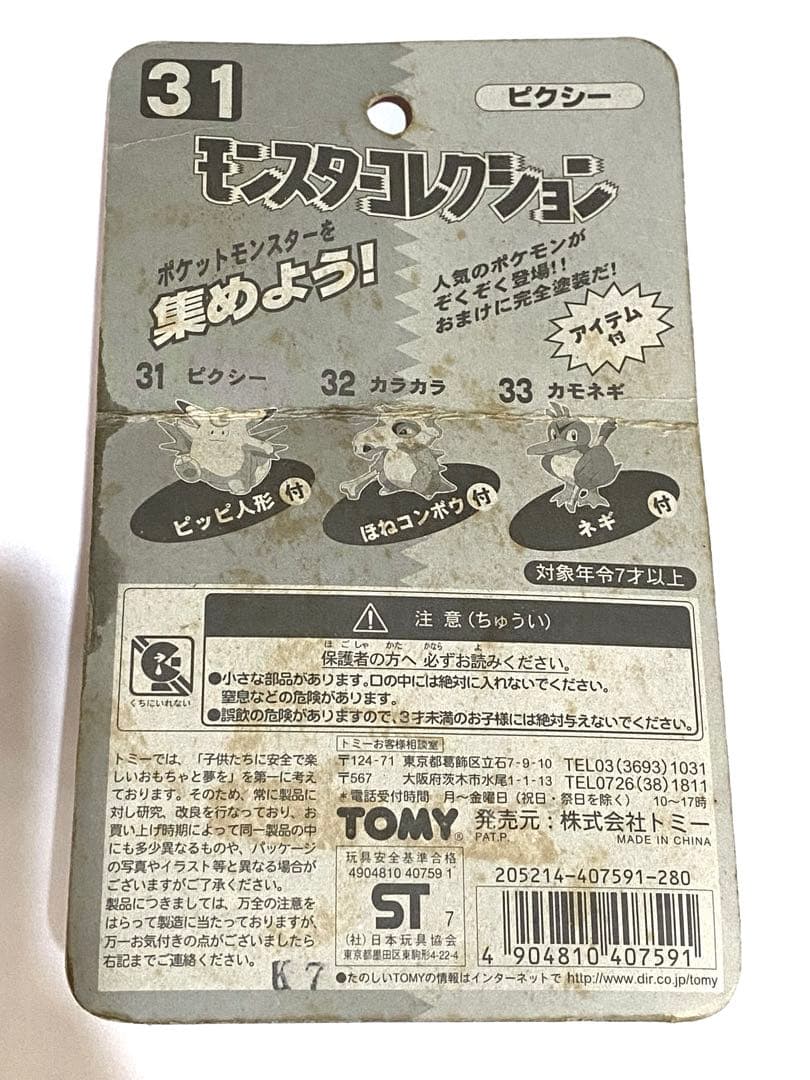 31
ピクシー
モンスターコレクション
ポケットモンスターを
集めよう!
人気のポケモンが
ぞくぞく登場!!
おまけに完全塗装だ!
アイテム
付
31 ピクシー
32 カラカラ
33 カモネギ
ピッピ人形 付
ほねコンボウ 付
ネギ 付
対象年令7才以上
注意(ちゅうい)
くちにいれない
ほごしゃ かた かなら よ
保護者の方へ 必ずお読みください。
●小さな部品があります。口の中には絶対に入れないでください。
窒息などの危険があります。
●誤飲の危険がありますので、3才未満のお子様には絶対与えないでください。
トミーでは、「子供たちに安全で楽
しいおもちゃと夢を」を第一に考え
ております。そのため、常に製品に
対し研究、改良を行なっており、お
買い上げ時期によって同一製品の中
にも多少異なるものや、パッケージ
の写真やイラスト等と異なる場合が
ございますがご了承ください。
製品につきましては、万全の注意を
はらって製造に当たっておりますが、
万一お気付きの点がございましたら
右記までご連絡ください。
トミーお客様相談室
〒124-71 東京都葛飾区立石7-9-10 TEL03(3693)1031
〒567 大阪府茨木市水尾1-1-13 TEL0726(38)1811
*電話受付時間 月~金曜日(祝日・祭日を除く) 10~17時
TOMY® 発売元:株式会社トミー
PAT.P. MADE IN CHINA
玩具安全基準合格
4904810 40759 1
ST 7
(社)日本玩具協会
東京都墨田区東駒形4-22-4
205214-407591-280
4 904810 407591
K7
●たのしいTOMYの情報はインターネットで http://www.dir.co.jp/tomy